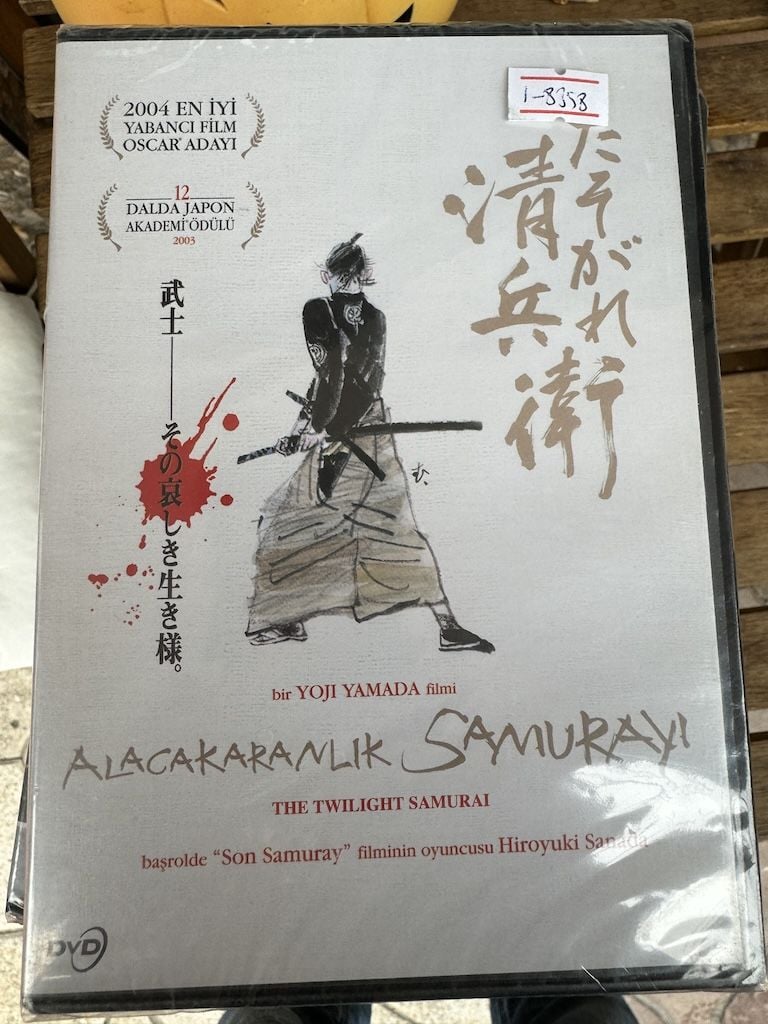 1-8358
2004 EN İYİ
YABANCI FİLM
OSCAR® ADAYI
12
DALDA JAPON
AKADEMİ ÖDÜLÜ
2003
たそがれ
清兵衛
武士——その哀しき生き様。
む、
bir YOJI YAMADA filmi
ALACAKARANLIK SAMURAYI
THE TWILIGHT SAMURAI
başrolde “Son Samuray” filminin oyuncusu Hiroyuki Sanada
DVD